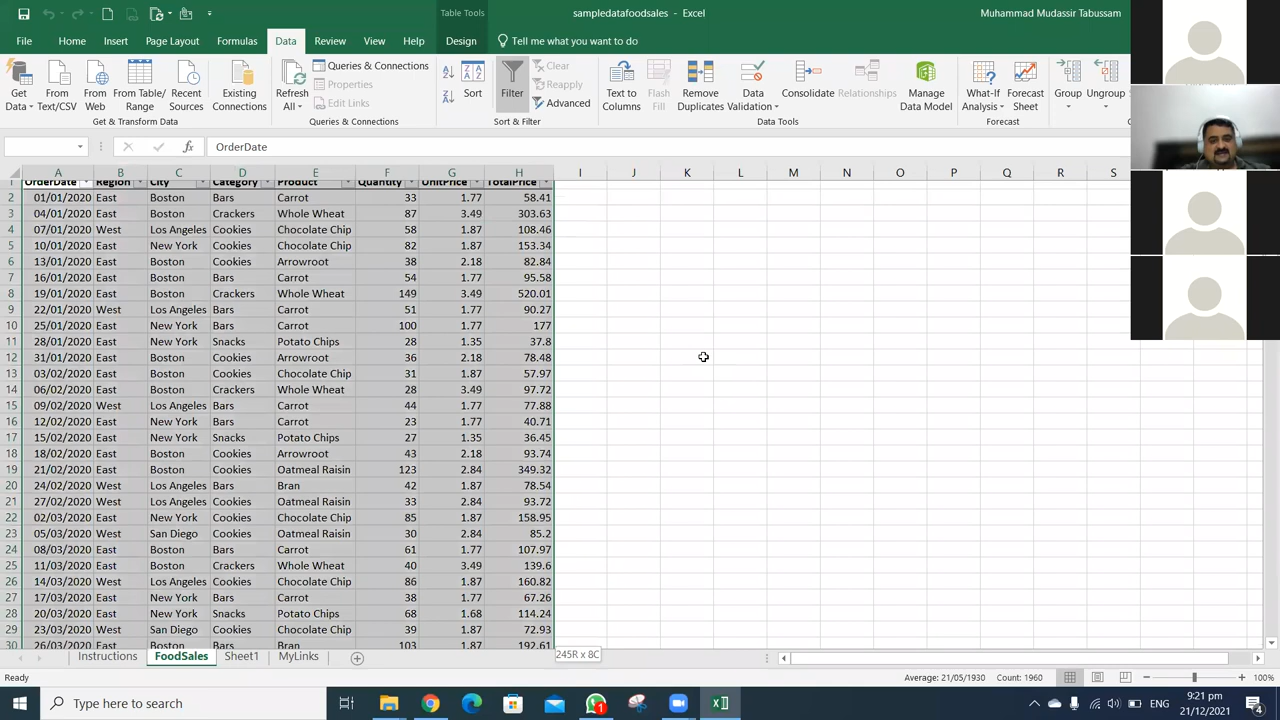 Table Tools
sampledatafoodsales - Excel
Muhammad Mudassir Tabussam
File Home Insert Page Layout Formulas Data Review View Help Design Tell me what you want to do
Get Data
From Text/CSV
From Web
From Table/ Range
Recent Sources
Existing Connections
Refresh All
Queries & Connections
Properties
Edit Links
Sort
Filter
Clear
Reapply
Advanced
Text to Columns
Flash Fill
Remove Duplicates
Data Validation
Consolidate
Relationships
Manage Data Model
What-If Analysis
Forecast Sheet
Group
Ungroup
Get & Transform Data
Queries & Connections
Sort & Filter
Data Tools
Forecast
fx OrderDate
A B C D E F G H I J K L M N O P Q R S
1 OrderDate Region City Category Product Quantity UnitPrice TotalPrice
2 01/01/2020 East Boston Bars Carrot 33 1.77 58.41
3 04/01/2020 East Boston Crackers Whole Wheat 87 3.49 303.63
4 07/01/2020 West Los Angeles Cookies Chocolate Chip 58 1.87 108.46
5 10/01/2020 East New York Cookies Chocolate Chip 82 1.87 153.34
6 13/01/2020 East Boston Cookies Arrowroot 38 2.18 82.84
7 16/01/2020 East Boston Bars Carrot 54 1.77 95.58
8 19/01/2020 East Boston Crackers Whole Wheat 149 3.49 520.01
9 22/01/2020 West Los Angeles Bars Carrot 51 1.77 90.27
10 25/01/2020 East New York Bars Carrot 100 1.77 177
11 28/01/2020 East New York Snacks Potato Chips 28 1.35 37.8
12 31/01/2020 East Boston Cookies Arrowroot 36 2.18 78.48
13 03/02/2020 East Boston Cookies Chocolate Chip 31 1.87 57.97
14 06/02/2020 East Boston Crackers Whole Wheat 28 3.49 97.72
15 09/02/2020 West Los Angeles Bars Carrot 44 1.77 77.88
16 12/02/2020 East New York Bars Carrot 23 1.77 40.71
17 15/02/2020 East New York Snacks Potato Chips 27 1.35 36.45
18 18/02/2020 East Boston Cookies Arrowroot 43 2.18 93.74
19 21/02/2020 East Boston Cookies Oatmeal Raisin 123 2.84 349.32
20 24/02/2020 West Los Angeles Bars Bran 42 1.87 78.54
21 27/02/2020 West Los Angeles Cookies Oatmeal Raisin 33 2.84 93.72
22 02/03/2020 East New York Cookies Chocolate Chip 85 1.87 158.95
23 05/03/2020 West San Diego Cookies Oatmeal Raisin 30 2.84 85.2
24 08/03/2020 East Boston Bars Carrot 61 1.77 107.97
25 11/03/2020 East Boston Crackers Whole Wheat 40 3.49 139.6
26 14/03/2020 West Los Angeles Cookies Chocolate Chip 86 1.87 160.82
27 17/03/2020 East New York Bars Carrot 38 1.77 67.26
28 20/03/2020 East New York Snacks Potato Chips 68 1.68 114.24
29 23/03/2020 West San Diego Cookies Chocolate Chip 39 1.87 72.93
30 26/03/2020 East Boston Bars Bran 103 1.87 192.61
245R x 8C
Instructions FoodSales Sheet1 MyLinks
Ready
Average: 21/05/1930 Count: 1960
100%
Type here to search
1
ENG
9:21 pm
21/12/2021
4